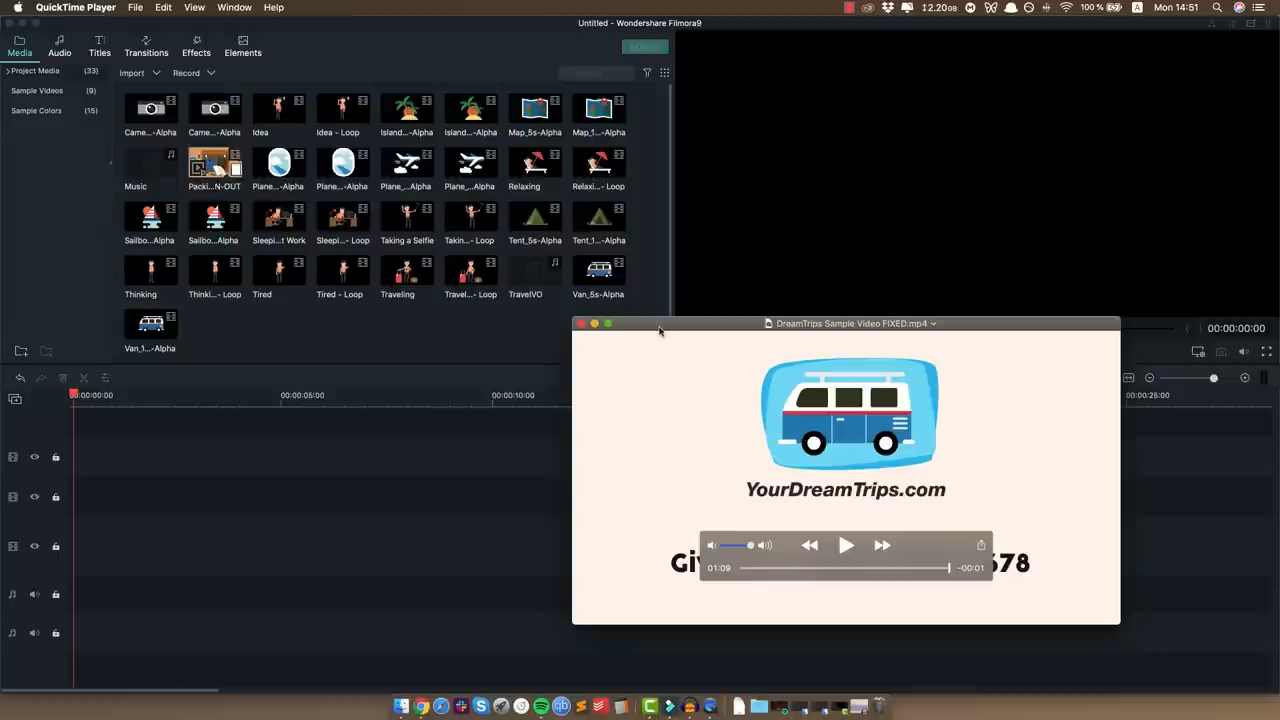 QuickTime Player File Edit View Window Help
2.20GB 100 % A Mon 14:51
Untitled - Wondershare Filmora9
Media Audio Titles Transitions Effects Elements
Project Media (33)
Sample Videos (9)
Sample Colors (15)
Import Record
Came...-Alpha Came...-Alpha Idea Idea - Loop Island...-Alpha Island...-Alpha Map_5s-Alpha Map_1...-Alpha
Music Packi...N-OUT Plane...-Alpha Plane...-Alpha Plane_...-Alpha Plane_...-Alpha Relaxing Relaxi...- Loop
Sailbo...Alpha Sailbo...Alpha Sleepi...t Work Sleepi...- Loop Taking a Selfie Takin...- Loop Tent_5s-Alpha Tent_1...-Alpha
Thinking Thinki... - Loop Tired Tired - Loop Traveling Travel...- Loop TravelVO Van_5s-Alpha
Van_1...-Alpha
00:00:00:00
00:00:00:00 00:00:05:00 00:00:10:00 00:00:25:00
DreamTrips Sample Video FIXED.mp4
YourDreamTrips.com
Gi 678
01:09 -00:01